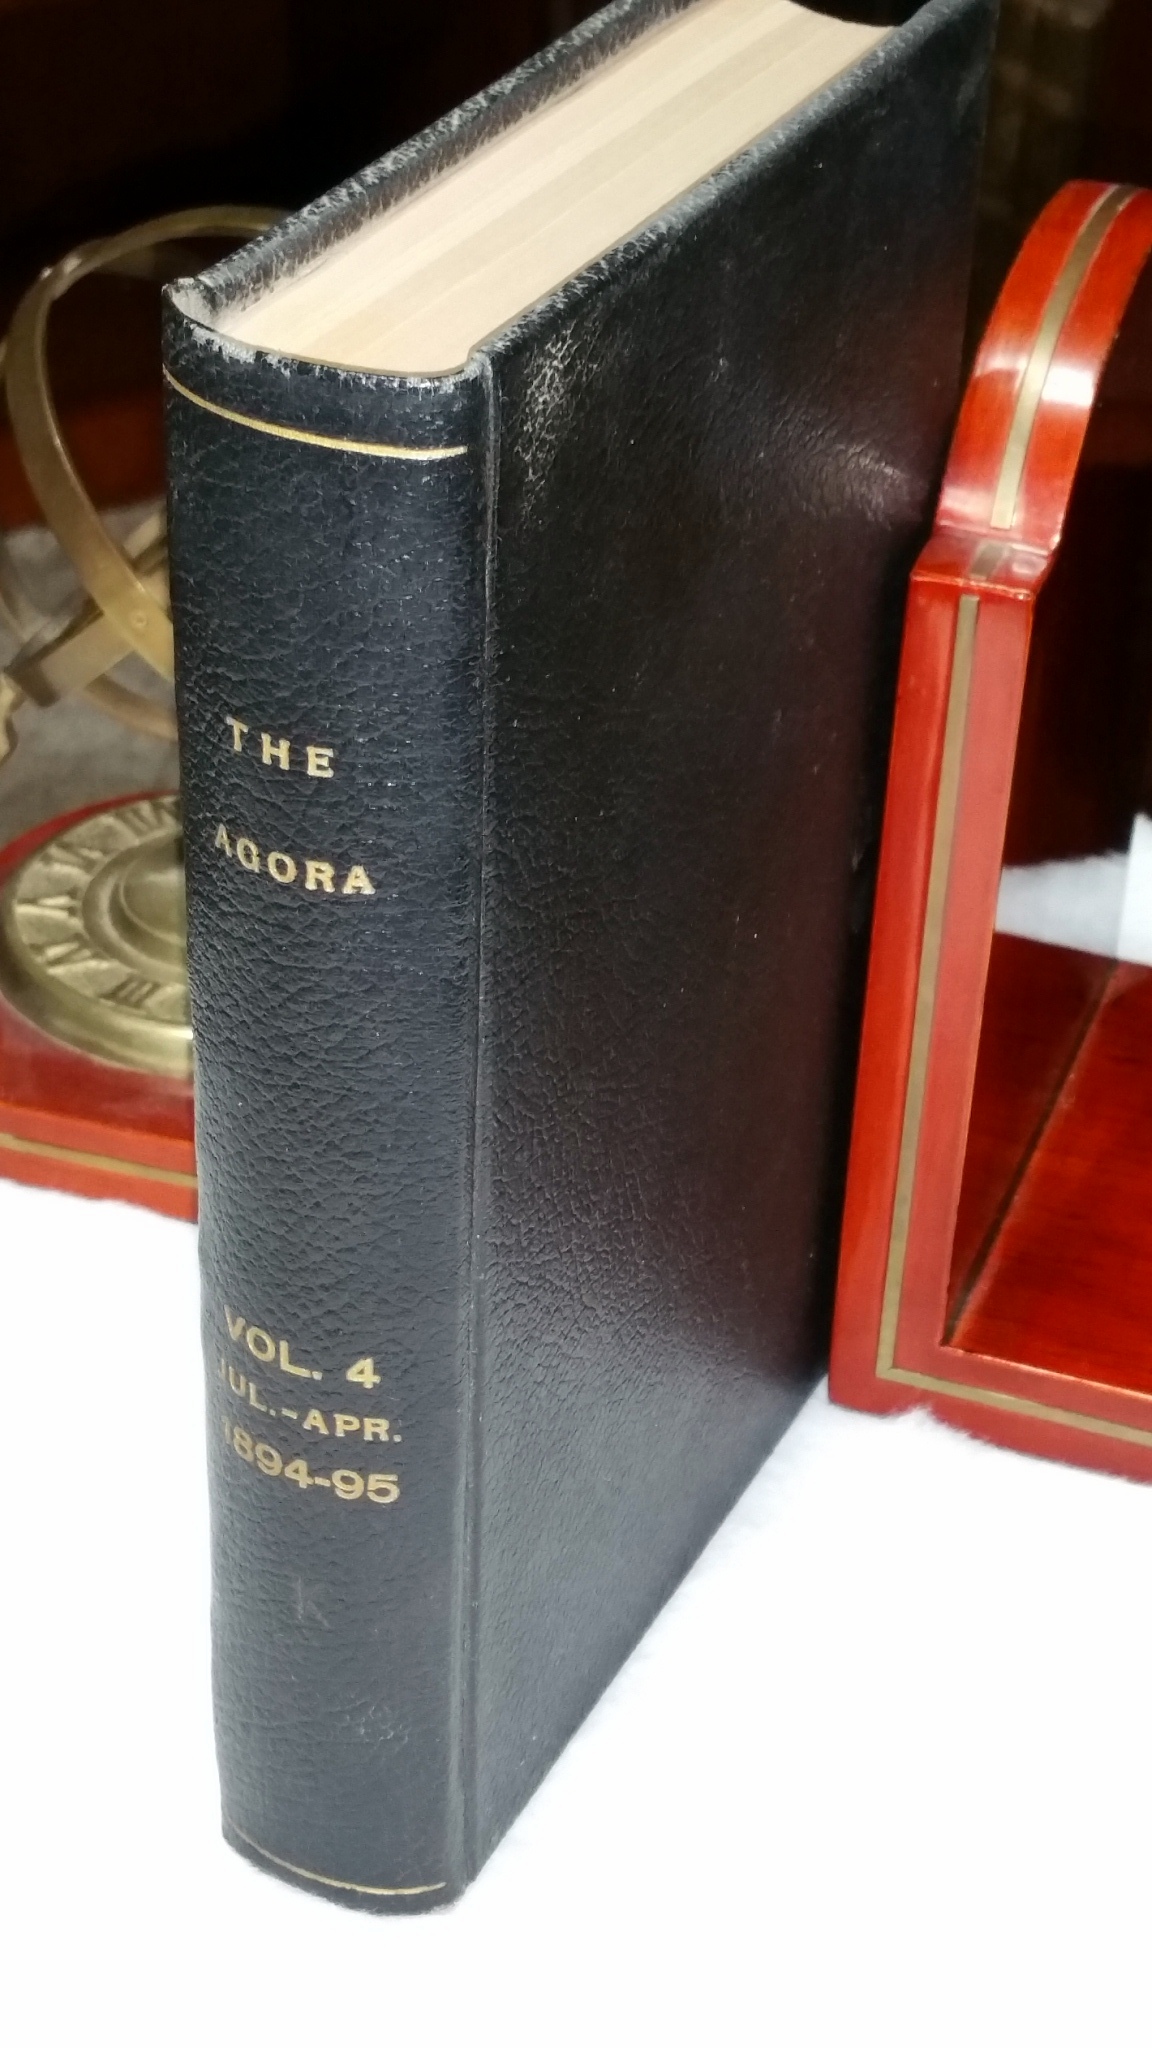 THE
AGORA
VOL. 4
JUL.-APR.
1894-95
K